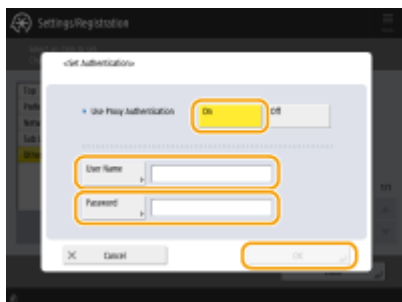 Settings/Registration
<Set Authentication>
Use Proxy Authentication
On
Off
User Name
Password
Cancel
OK